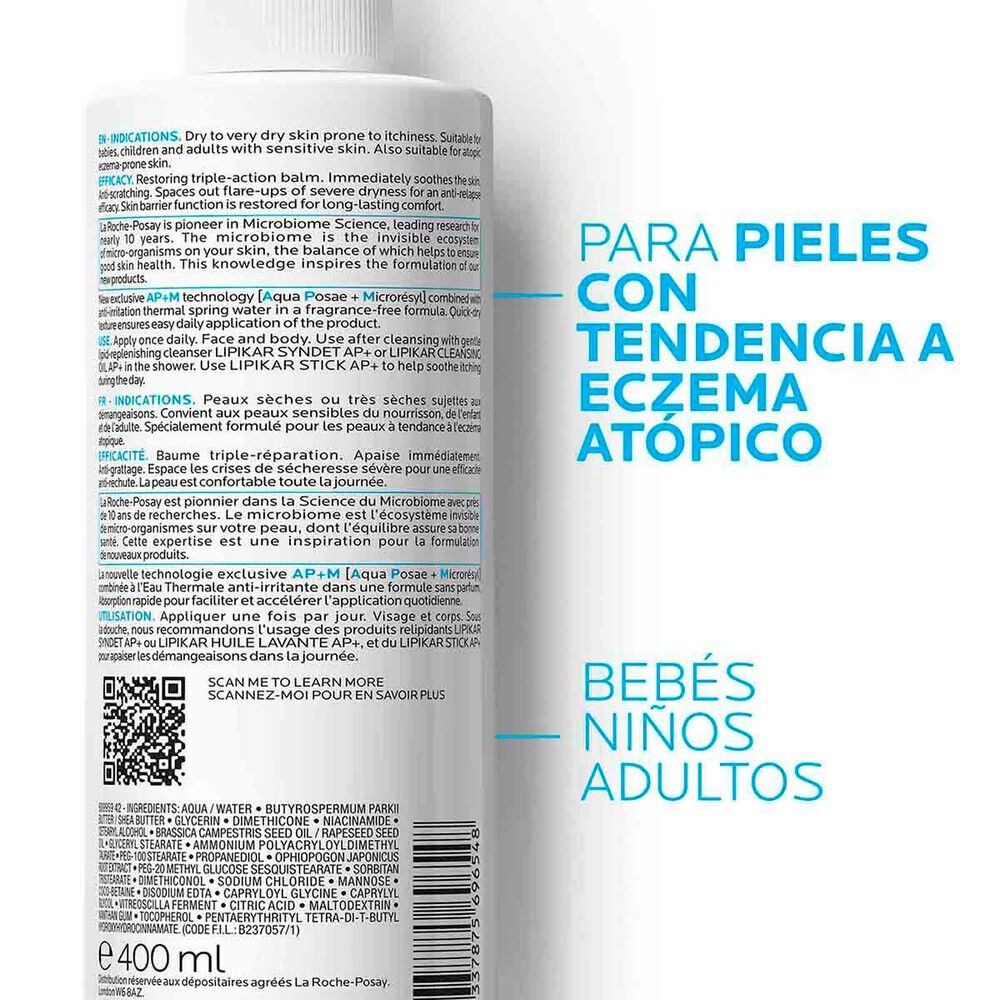 EN - INDICATIONS. Dry to very dry skin prone to itchiness. Suitable for
babies, children and adults with sensitive skin. Also suitable for atopic
eczema-prone skin.
EFFICACY. Restoring triple-action balm. Immediately soothes the skin.
Anti-scratching. Spaces out flare-ups of severe dryness for an anti-relapse
efficacy. Skin barrier function is restored for long-lasting comfort.
La Roche-Posay is pioneer in Microbiome Science, leading research for
nearly 10 years. The microbiome is the invisible ecosystem
of micro-organisms on your skin, the balance of which helps to ensure
good skin health. This knowledge inspires the formulation of our
new products.
New exclusive AP+M technology [Aqua Posae + Microrésyl] combined with
anti-irritation thermal spring water in a fragrance-free formula. Quick-dry
texture ensures easy daily application of the product.
USE. Apply once daily. Face and body. Use after cleansing with gentle
lipid-replenishing cleanser LIPIKAR SYNDET AP+ or LIPIKAR CLEANSING
OIL AP+ in the shower. Use LIPIKAR STICK AP+ to help soothe itching
during the day.
FR - INDICATIONS. Peaux sèches ou très sèches sujettes aux
démangeaisons. Convient aux peaux sensibles du nourrisson, de l'enfant
et de l'adulte. Spécialement formulé pour les peaux à tendance à l'eczéma
atopique.
EFFICACITÉ. Baume triple-réparation. Apaise immédiatement.
Anti-grattage. Espace les crises de sécheresse sévère pour une efficacité
anti-rechute. La peau est confortable toute la journée.
La Roche-Posay est pionnier dans la Science du Microbiome avec près
de 10 ans de recherches. Le microbiome est l'écosystème invisible
de micro-organismes sur votre peau, dont l'équilibre assure sa bonne
santé. Cette expertise est une inspiration pour la formulation
de nouveaux produits.
La nouvelle technologie exclusive AP+M [Aqua Posae + Microrésyl]
combinée à l'Eau Thermale anti-irritante dans une formule sans parfum.
Absorption rapide pour faciliter et accélérer l'application quotidienne.
UTILISATION. Appliquer une fois par jour. Visage et corps. Sous
la douche, nous recommandons l'usage des produits relipidants LIPIKAR
SYNDET AP+ ou LIPIKAR HUILE LAVANTE AP+, et du LIPIKAR STICK AP+
pour apaiser les démangeaisons dans la journée.
SCAN ME TO LEARN MORE
SCANNEZ-MOI POUR EN SAVOIR PLUS
609959 42 - INGREDIENTS: AQUA / WATER • BUTYROSPERMUM PARKII
BUTTER / SHEA BUTTER • GLYCERIN • DIMETHICONE • NIACINAMIDE •
CETEARYL ALCOHOL • BRASSICA CAMPESTRIS SEED OIL / RAPESEED SEED
OIL • GLYCERYL STEARATE • AMMONIUM POLYACRYLOYLDIMETHYL
TAURATE • PEG-100 STEARATE • PROPANEDIOL • OPHIOPOGON JAPONICUS
ROOT EXTRACT • PEG-20 METHYL GLUCOSE SESQUISTEARATE • SORBITAN
TRISTEARATE • DIMETHICONOL • SODIUM CHLORIDE • MANNOSE •
COCO-BETAINE • DISODIUM EDTA • CAPRYLOYL GLYCINE • CAPRYLYL
GLYCOL • VITREOSCILLA FERMENT • CITRIC ACID • MALTODEXTRIN •
XANTHAN GUM • TOCOPHEROL • PENTAERYTHRITYL TETRA-DI-T-BUTYL
HYDROXYHYDROCINNAMATE. (CODE F.I.L.: B237057/1)
e 400 ml
Distribution réservée aux dépositaires agréés La Roche-Posay.
London W6 8AZ.
3 337875 696548
PARA PIELES
CON
TENDENCIA A
ECZEMA
ATÓPICO
BEBÉS
NIÑOS
ADULTOS